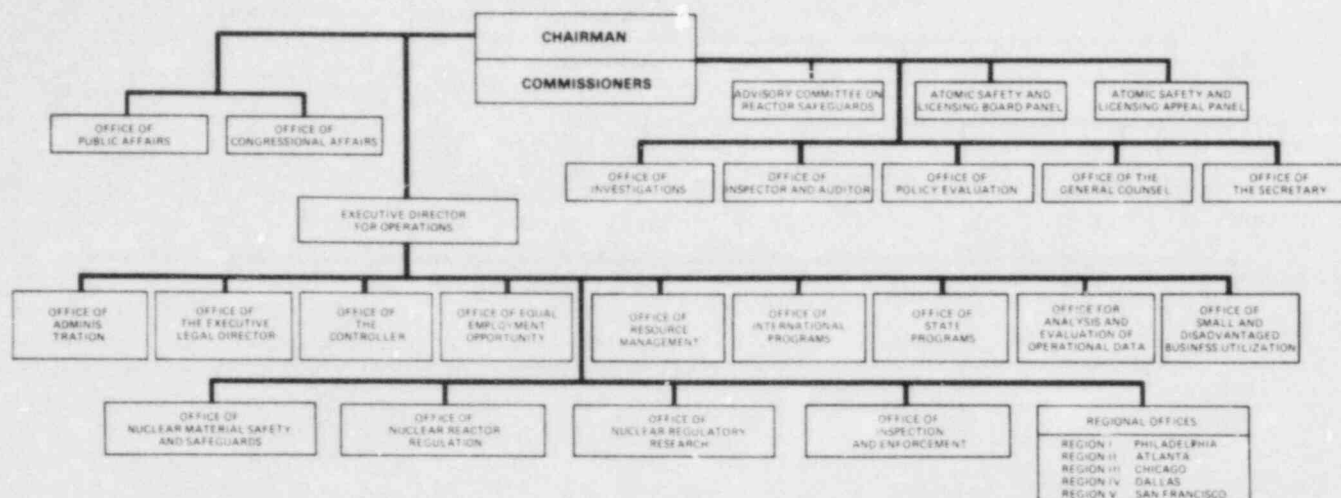 CHAIRMAN
COMMISSIONERS
ADVISORY COMMITTEE ON
REACTOR SAFEGUARDS
ATOMIC SAFETY AND
LICENSING BOARD PANEL
ATOMIC SAFETY AND
LICENSING APPEAL PANEL
OFFICE OF
PUBLIC AFFAIRS
OFFICE OF
CONGRESSIONAL AFFAIRS
OFFICE OF
INVESTIGATIONS
OFFICE OF
INSPECTOR AND AUDITOR
OFFICE OF
POLICY EVALUATION
OFFICE OF THE
GENERAL COUNSEL
OFFICE OF
THE SECRETARY
EXECUTIVE DIRECTOR
FOR OPERATIONS
OFFICE OF
ADMINIS
TRATION
OFFICE OF
THE EXECUTIVE
LEGAL DIRECTOR
OFFICE OF
THE
CONTROLLER
OFFICE OF EQUAL
EMPLOYMENT
OPPORTUNITY
OFFICE OF
RESOURCE
MANAGEMENT
OFFICE OF
INTERNATIONAL
PROGRAMS
OFFICE OF
STATE
PROGRAMS
OFFICE FOR
ANALYSIS AND
EVALUATION OF
OPERATIONAL DATA
OFFICE OF
SMALL AND
DISADVANTAGED
BUSINESS UTILIZATION
OFFICE OF
NUCLEAR MATERIAL SAFETY
AND SAFEGUARDS
OFFICE OF
NUCLEAR REACTOR
REGULATION
OFFICE OF
NUCLEAR REGULATORY
RESEARCH
OFFICE OF
INSPECTION
AND ENFORCEMENT
REGIONAL OFFICES
REGION I PHILADELPHIA
REGION II ATLANTA
REGION III CHICAGO
REGION IV DALLAS
REGION V SAN FRANCISCO